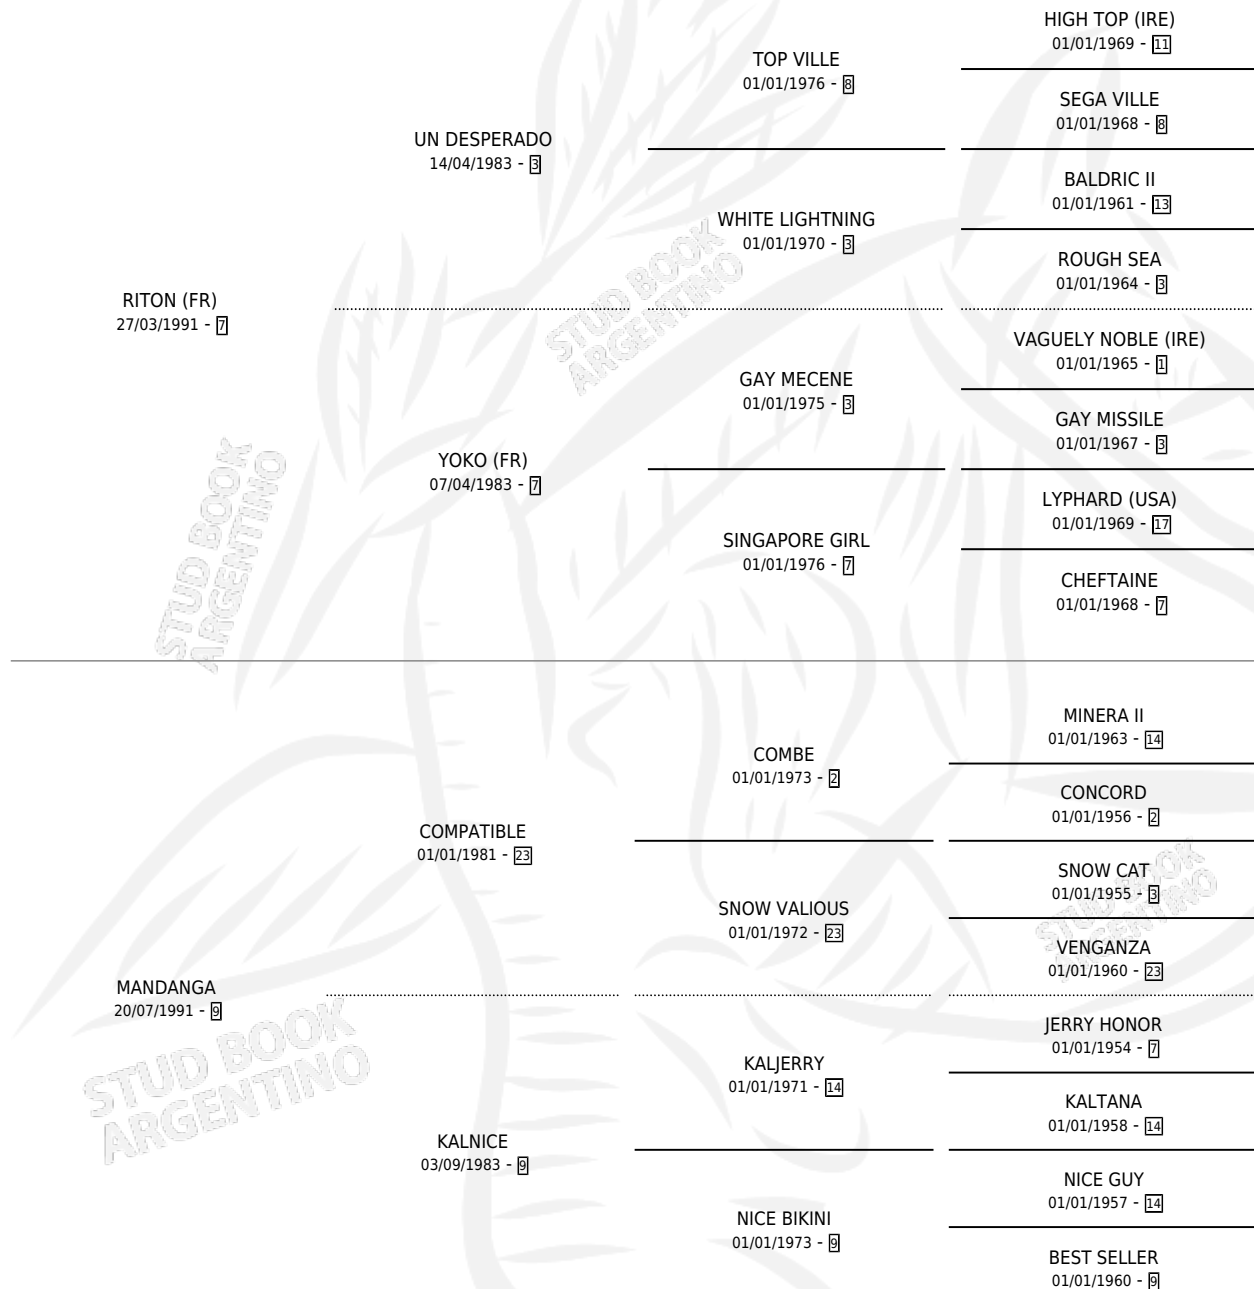 HIGH TOP (IRE)
01/01/1969 - 11
TOP VILLE
01/01/1976 - 8
SEGA VILLE
01/01/1968 - 8
UN DESPERADO
14/04/1983 - 3
BALDRIC II
01/01/1961 - 13
WHITE LIGHTNING
01/01/1970 - 3
ROUGH SEA
01/01/1964 - 3
RITON (FR)
27/03/1991 - 7
VAGUELY NOBLE (IRE)
01/01/1965 - 1
GAY MECENE
01/01/1975 - 3
GAY MISSILE
01/01/1967 - 3
YOKO (FR)
07/04/1983 - 7
LYPHARD (USA)
01/01/1969 - 17
SINGAPORE GIRL
01/01/1976 - 7
CHEFTAINE
01/01/1968 - 7
MINERA II
01/01/1963 - 14
COMBE
01/01/1973 - 2
CONCORD
01/01/1956 - 2
COMPATIBLE
01/01/1981 - 23
SNOW CAT
01/01/1955 - 3
SNOW VALIOUS
01/01/1972 - 23
VENGANZA
01/01/1960 - 23
MANDANGA
20/07/1991 - 9
JERRY HONOR
01/01/1954 - 7
KALJERRY
01/01/1971 - 14
KALTANA
01/01/1958 - 14
KALNICE
03/09/1983 - 9
NICE GUY
01/01/1957 - 14
NICE BIKINI
01/01/1973 - 9
BEST SELLER
01/01/1960 - 9
STUD BOOK
ARGENTINO
STUD BOOK
ARGENTINO
STUD BOOK
ARGENTINO
STUD BOOK
ARGENTINO